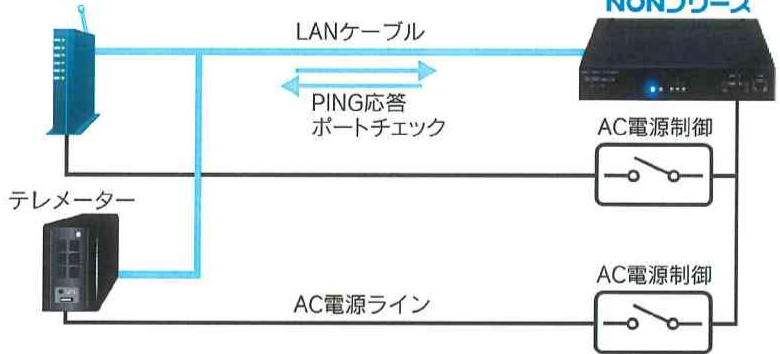 NONフリーズ
LANケーブル
PING応答
ポートチェック
AC電源制御
テレメーター
AC電源制御
AC電源ライン